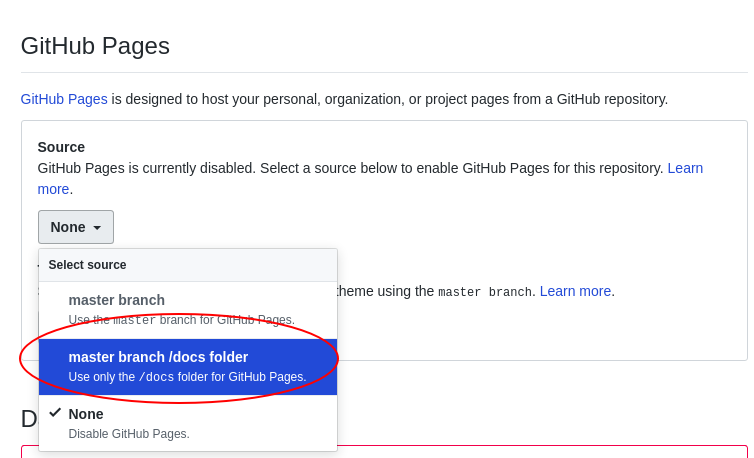 GitHub Pages
GitHub Pages is designed to host your personal, organization, or project pages from a GitHub repository.
Source
GitHub Pages is currently disabled. Select a source below to enable GitHub Pages for this repository. Learn
more.
None
Select source
theme using the master branch. Learn more.
master branch
Use the master branch for GitHub Pages.
master branch /docs folder
Use only the /docs folder for GitHub Pages.
None
Disable GitHub Pages.
D